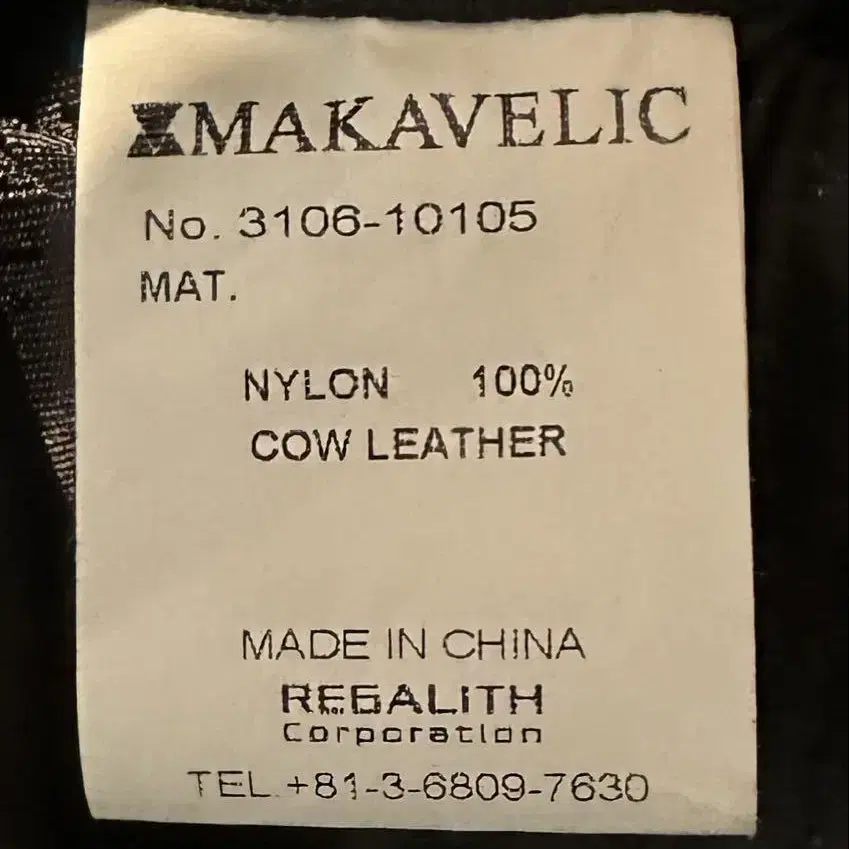 MAKAVELIC
No. 3106-10105
MAT.
NYLON 100%
COW LEATHER
MADE IN CHINA
REGALITH
Corporation
TEL.+81-3-6809-7630